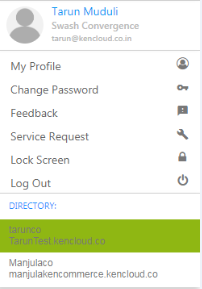 Tarun Muduli
Swash Convergence
tarun@kencloud.co.in
My Profile
Change Password
Feedback
Service Request
Lock Screen
Log Out
DIRECTORY:
tarunco
TarunTest.kencloud.co
Manjulaco
manjulakencommerce.kencloud.co